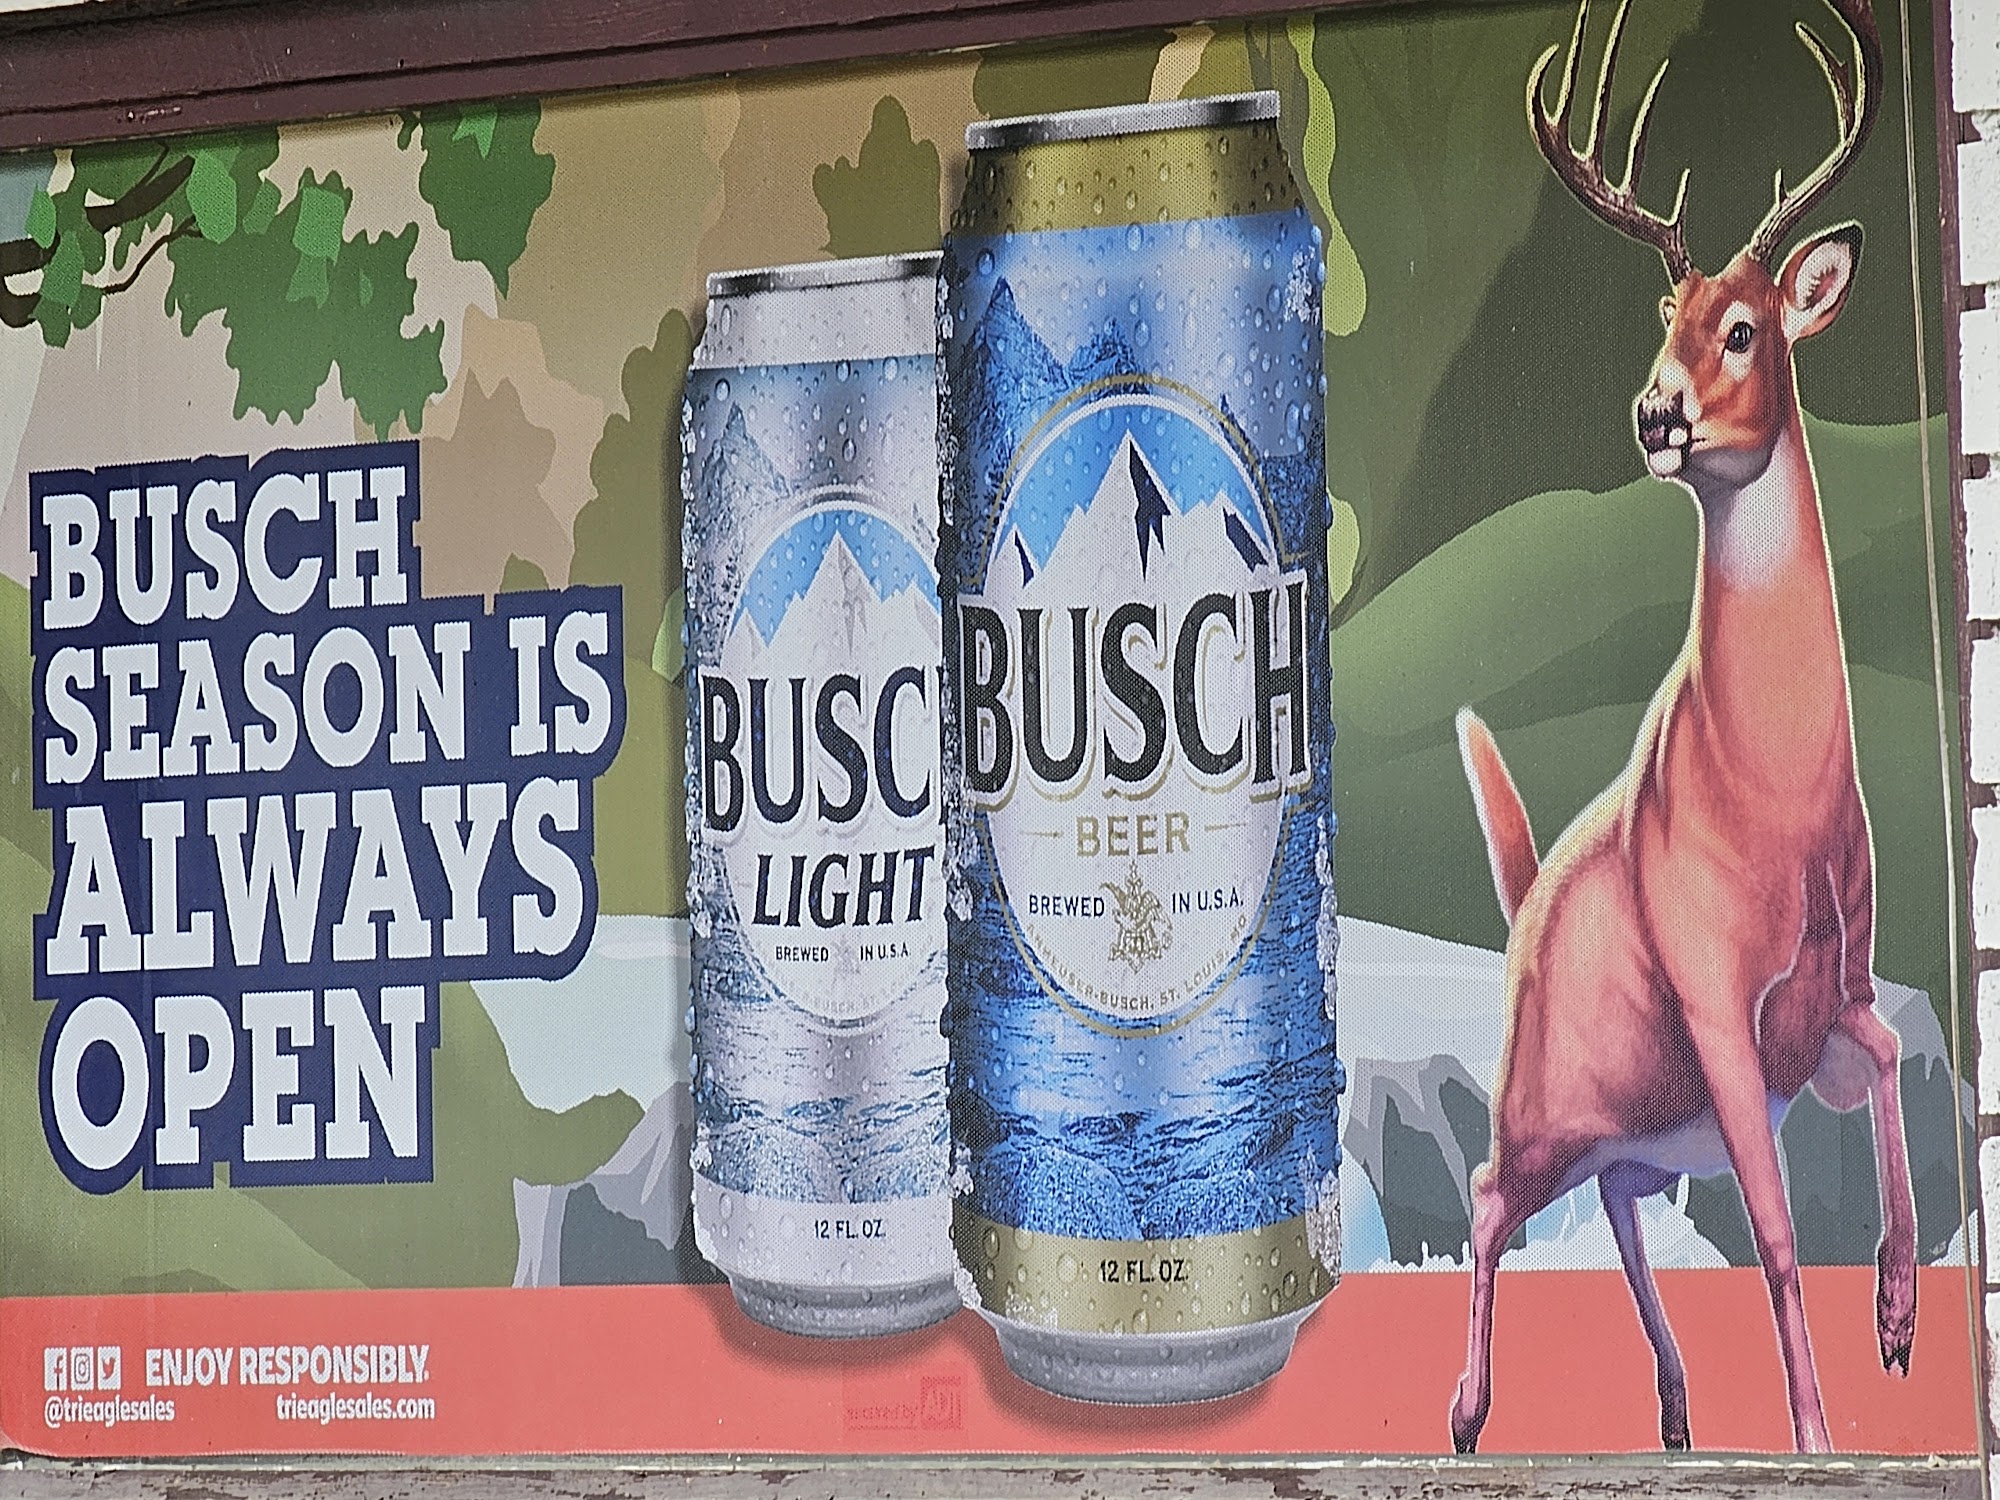 BUSCH
SEASON IS
ALWAYS
OPEN
BUSC
LIGHT
BREWED IN U.S.A.
12 FL. OZ.
BUSCH
BEER
BREWED IN U.S.A.
ANHEUSER-BUSCH, ST. LOUIS, MO
12 FL. OZ.
ENJOY RESPONSIBLY.
@trieaglesales trieaglesales.com